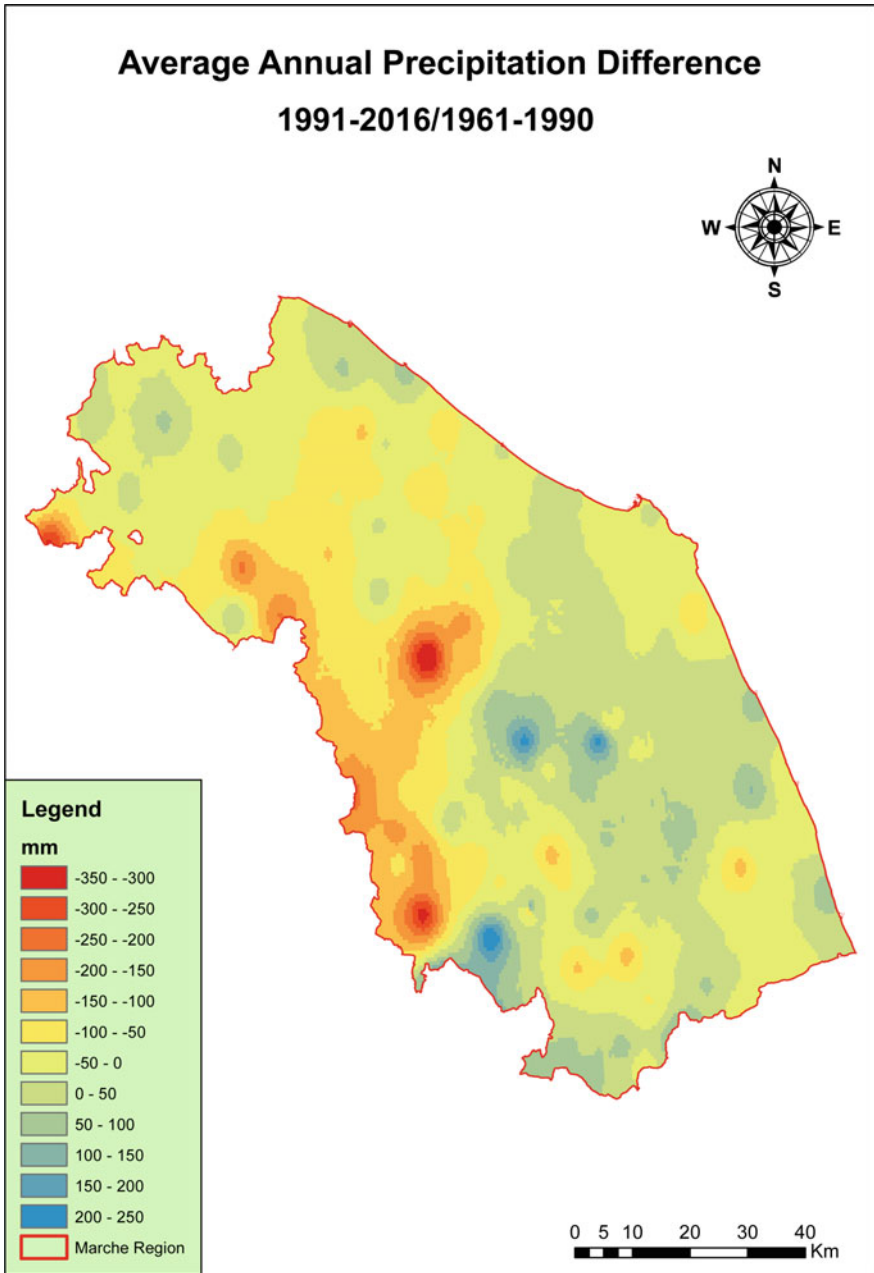 Average Annual Precipitation Difference
1991-2016/1961-1990
N
W E
S
Legend
mm
-350 - -300
-300 - -250
-250 - -200
-200 - -150
-150 - -100
-100 - -50
-50 - 0
0 - 50
50 - 100
100 - 150
150 - 200
200 - 250
Marche Region
0 5 10 20 30 40
Km